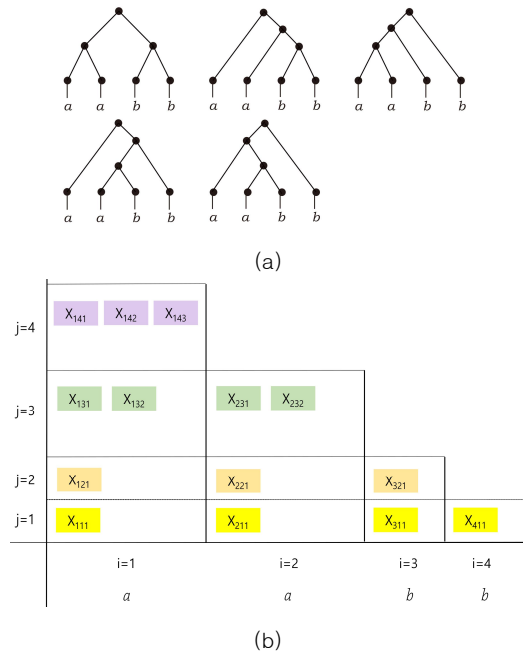 a a b b a a b b a a b b
a a b b a a b b
(a)
j=4 X141 X142 X143
j=3 X131 X132 X231 X232
j=2 X121 X221 X321
j=1 X111 X211 X311 X411
i=1 i=2 i=3 i=4
a a b b
(b)